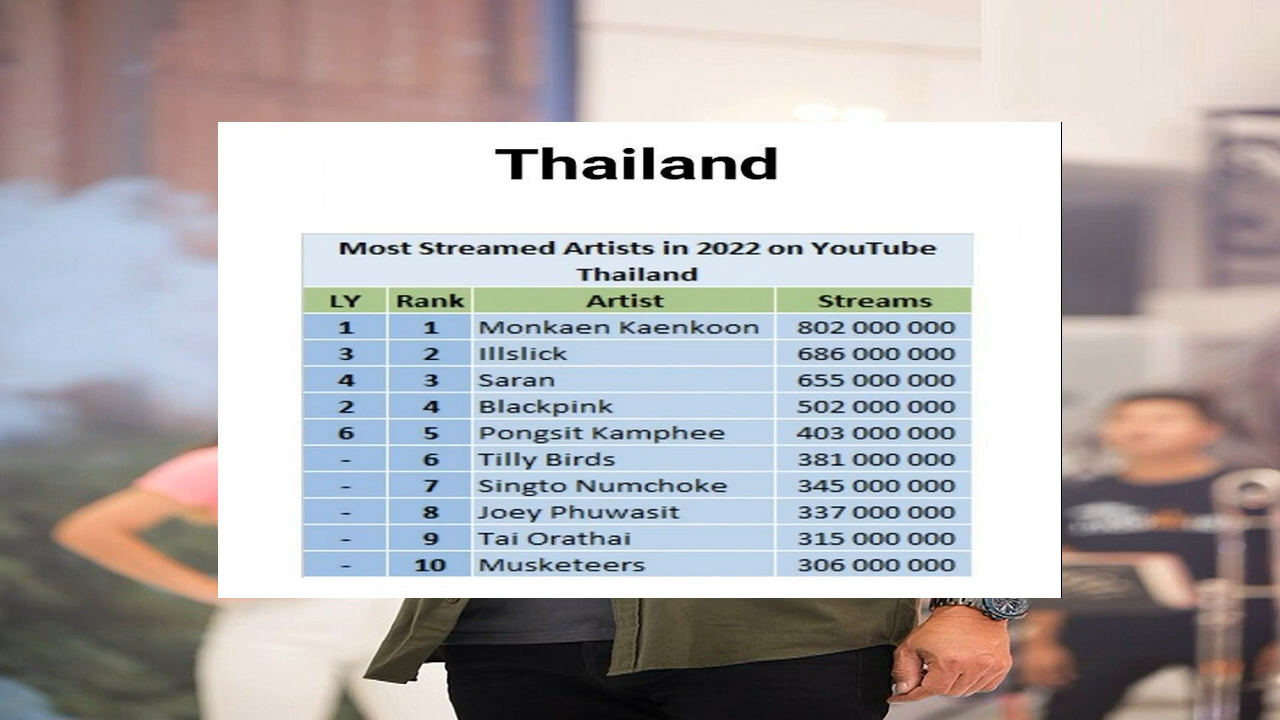 Thailand
Most Streamed Artists in 2022 on YouTube
Thailand
LY Rank Artist Streams
1 1 Monkaen Kaenkoon 802 000 000
3 2 Illslick 686 000 000
4 3 Saran 655 000 000
2 4 Blackpink 502 000 000
6 5 Pongsit Kamphee 403 000 000
- 6 Tilly Birds 381 000 000
- 7 Singto Numchoke 345 000 000
- 8 Joey Phuwasit 337 000 000
- 9 Tai Orathai 315 000 000
- 10 Musketeers 306 000 000